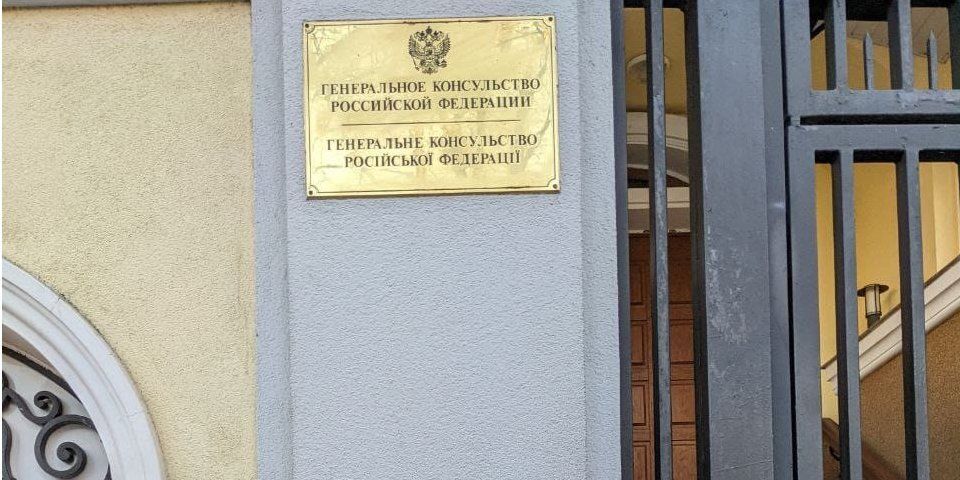 ГЕНЕРАЛЬНОЕ КОНСУЛЬСТВО
РОССИЙСКОЙ ФЕДЕРАЦИИ
ГЕНЕРАЛЬНЕ КОНСУЛЬСТВО
РОСІЙСЬКОЇ ФЕДЕРАЦІЇ